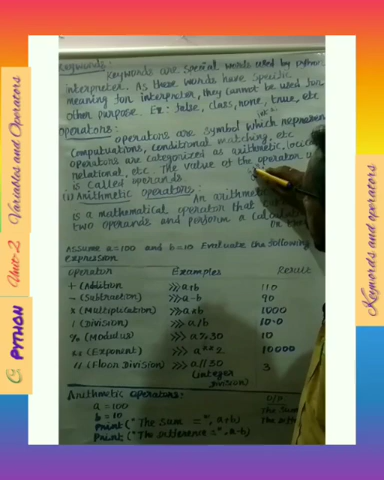 Keywords:
Keywords are special words used by python
interpreter. As these words have specific
meaning for interpreter, they cannot be used for
other purpose. Ex: false, class, none, true, etc
Operators:
operators are symbol which represent
Computuations, conditional matching, etc
operators are categorized as arithmetic,
relational, etc. The value of the operator
is called operands.
(i) Arithmetic operators:
An arithme
is a mathematical operator that
two operands and perform a calcula
Assume a=100 and b=10 Evaluate the following
expression
operator Examples Result
+ (Addition >>> a+b 110
- (Subtraction) >>> a-b 90
x (Multiplication) >>> a*b 1000
/ (Division) >>> a/b 10.0
% (Modulus) >>> a%30 10
** (Exponent) >>> a**2 10000
// (Floor Division) >>> a//30 3
(integer
Division)
Arithmetic operators: O/P
a=100 The Sum
b=10
Print("The Sum =", a+b)
Print("The Difference =", a-b)
Variables and Operators
Unit-2
PYTHON
Keywords and operators